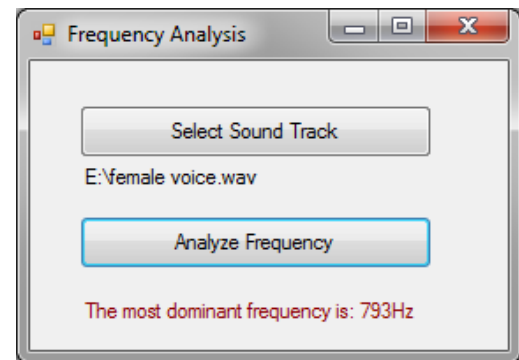 Frequency Analysis
Select Sound Track
E:\female voice.wav
Analyze Frequency
The most dominant frequency is: 793Hz